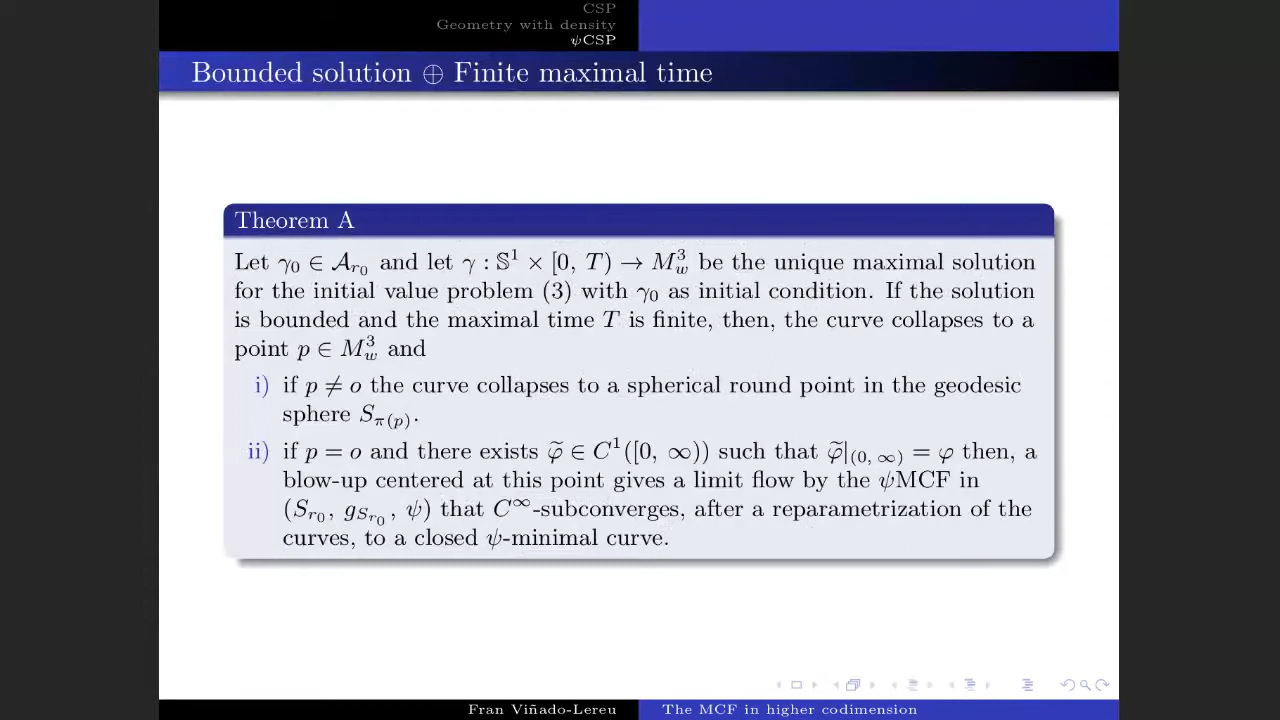 CSP
Geometry with density
ψCSP
Bounded solution ⊕ Finite maximal time
Theorem A
Let γ₀ ∈ 𝒜_{r₀} and let γ : 𝕊¹ × [0, T) → M³_w be the unique maximal solution
for the initial value problem (3) with γ₀ as initial condition. If the solution
is bounded and the maximal time T is finite, then, the curve collapses to a
point p ∈ M³_w and
i) if p ≠ o the curve collapses to a spherical round point in the geodesic
sphere S_{π(p)}.
ii) if p = o and there exists φ̃ ∈ C¹([0, ∞)) such that φ̃|_{(0, ∞)} = φ then, a
blow-up centered at this point gives a limit flow by the ψMCF in
(S_{r₀}, g_{S_{r₀}}, ψ) that C^∞-subconverges, after a reparametrization of the
curves, to a closed ψ-minimal curve.
Fran Viñado-Lereu
The MCF in higher codimension